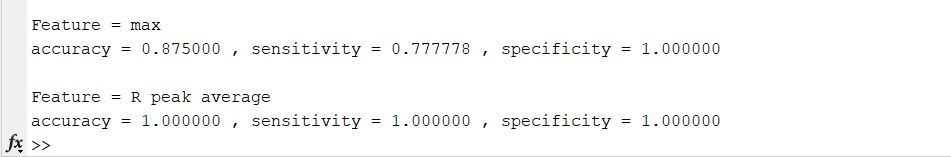 Feature = max
accuracy = 0.875000 , sensitivity = 0.777778 , specificity = 1.000000
Feature = R peak average
accuracy = 1.000000 , sensitivity = 1.000000 , specificity = 1.000000
fx >>